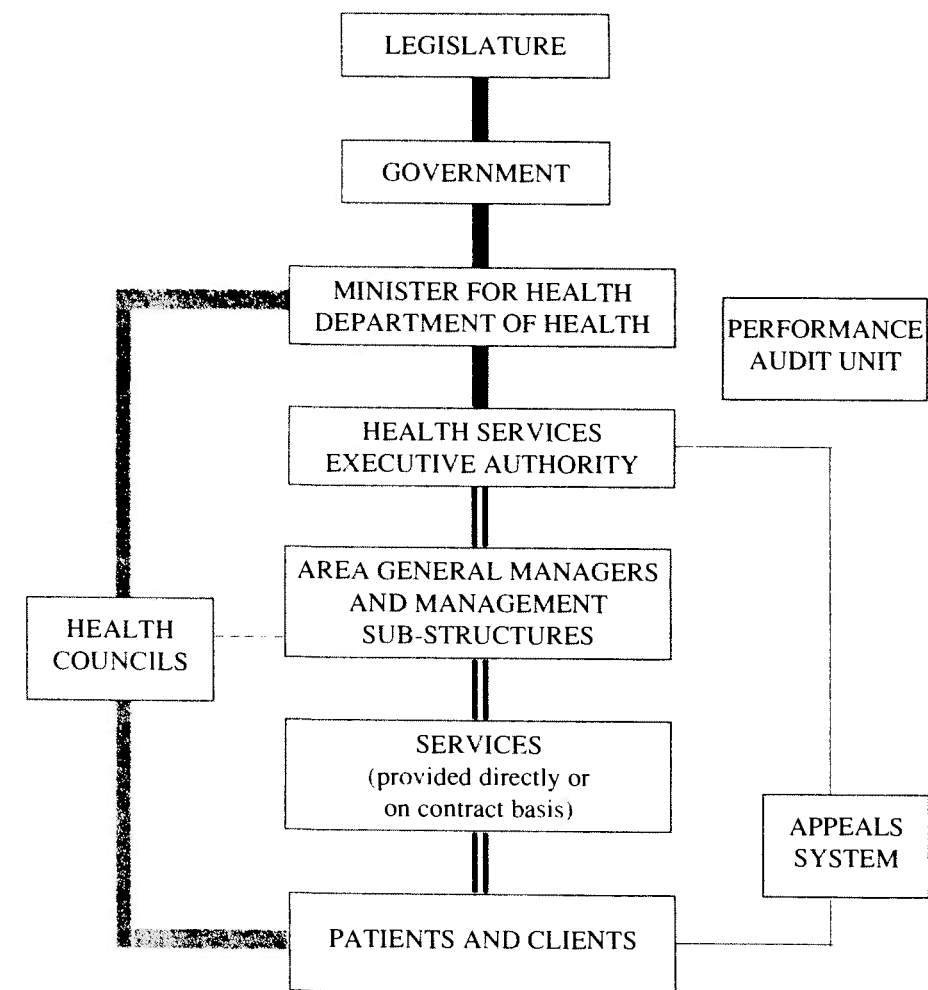 LEGISLATURE
GOVERNMENT
MINISTER FOR HEALTH
DEPARTMENT OF HEALTH
PERFORMANCE
AUDIT UNIT
HEALTH SERVICES
EXECUTIVE AUTHORITY
AREA GENERAL MANAGERS
AND MANAGEMENT
SUB-STRUCTURES
HEALTH
COUNCILS
SERVICES
(provided directly or
on contract basis)
APPEALS
SYSTEM
PATIENTS AND CLIENTS